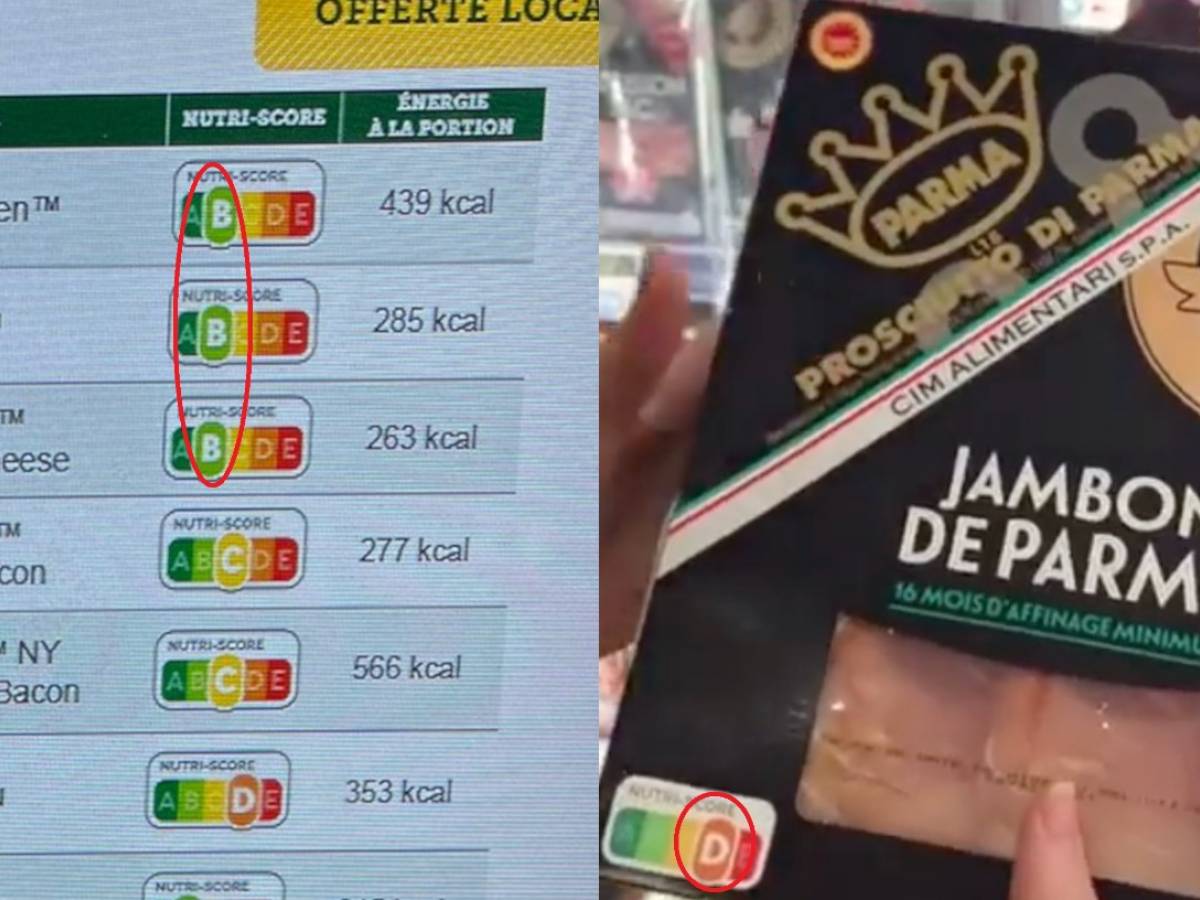 OFFERTE LOCA
NUTRI-SCORE
ÉNERGIE
À LA PORTION
en™
NUTRI-SCORE
A B C D E
439 kcal
NUTRI-SCORE
A B C D E
285 kcal
™
eese
NUTRI-SCORE
A B C D E
263 kcal
™
con
NUTRI-SCORE
A B C D E
277 kcal
NY
Bacon
NUTRI-SCORE
A B C D E
566 kcal
NUTRI-SCORE
A B C D E
353 kcal
NUTRI-SCORE
PARMA
PROSCIUTTO DI PARMA
CIM ALIMENTARI S.P.A.
JAMBON
DE PARM
16 MOIS D'AFFINAGE MINIMU
NUTRI-SCORE
D